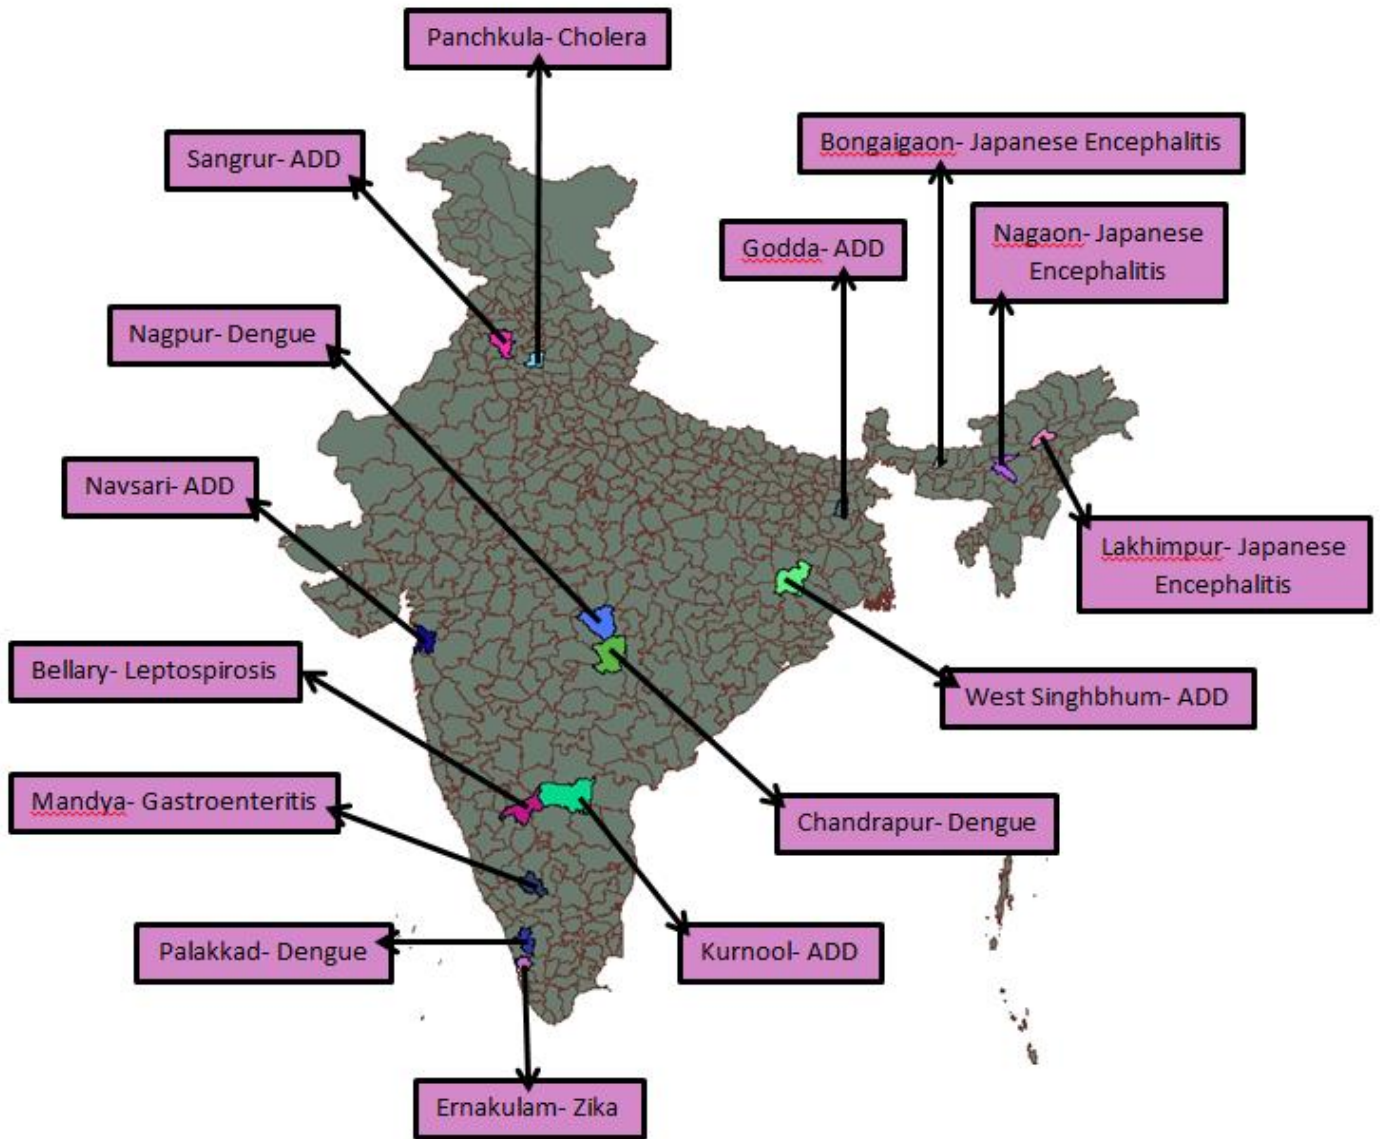 Panchkula- Cholera
Sangrur- ADD
Bongaigaon- Japanese Encephalitis
Nagaon- Japanese
Encephalitis
Godda- ADD
Nagpur- Dengue
Navsari- ADD
Lakhimpur- Japanese
Encephalitis
Bellary- Leptospirosis
West Singhbhum- ADD
Mandya- Gastroenteritis
Chandrapur- Dengue
Palakkad- Dengue
Kurnool- ADD
Ernakulam- Zika